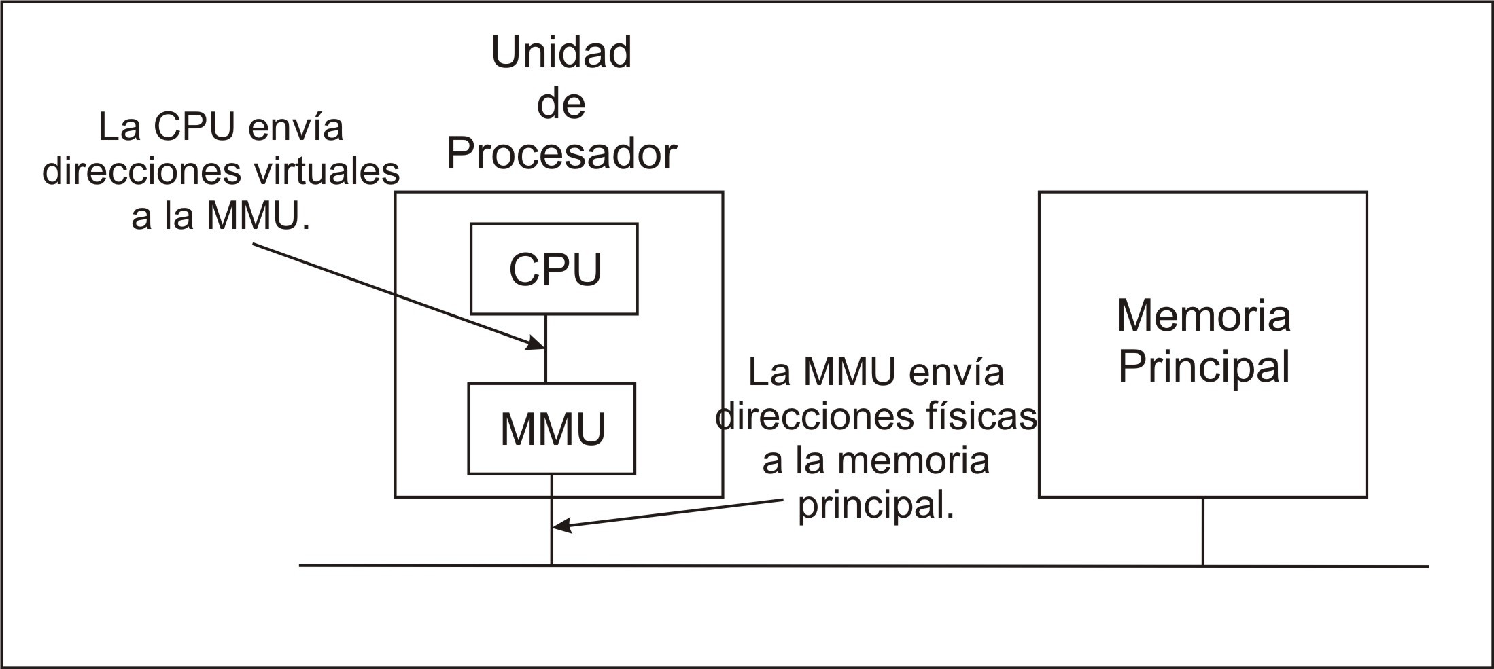 Unidad
de
Procesador
La CPU envía
direcciones virtuales
a la MMU.
CPU
MMU
La MMU envía
direcciones físicas
a la memoria
principal.
Memoria
Principal